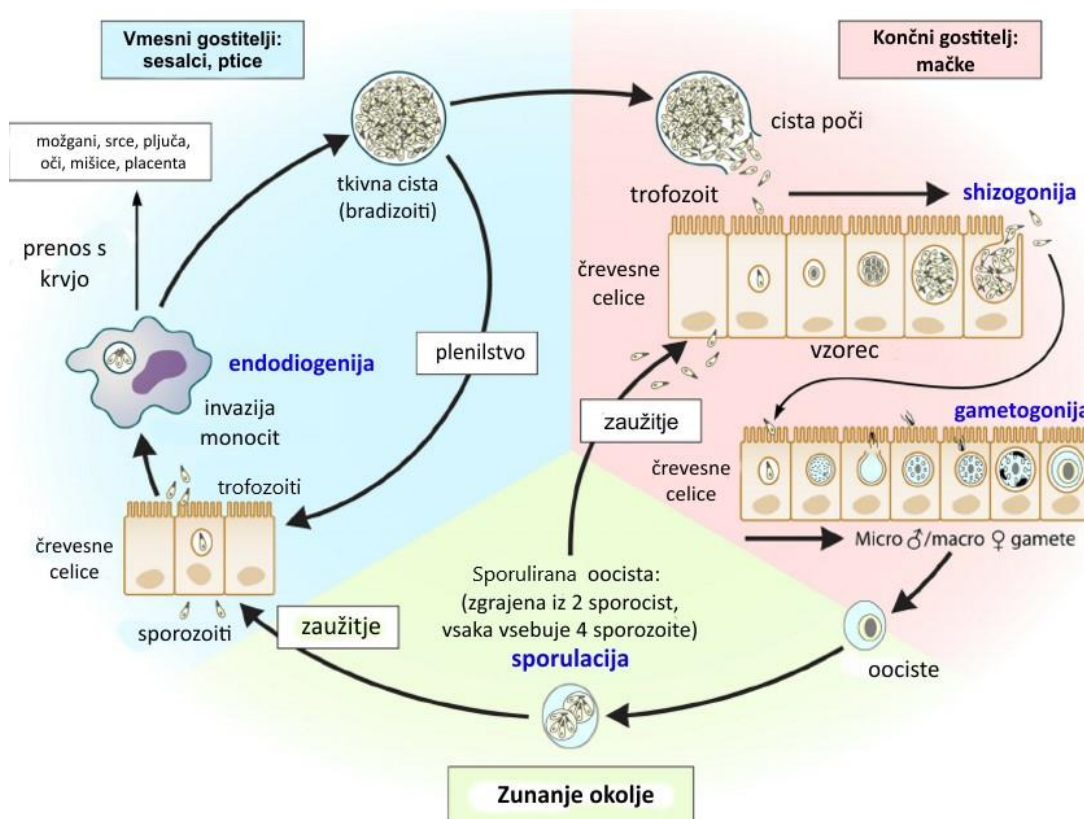 Vmesni gostitelji:
sesalci, ptice
Končni gostitelj:
mačke
možgani, srce, pljuča,
oči, mišice, placenta
tkivna cista
(bradizoiti)
cista poči
trofozoit
shizogonija
prenos s
krvjo
črevesne
celice
endodiogenija
plenilstvo
vzorec
invazija
monocit
zaužitje
gametogonija
trofozoiti
črevesne
celice
črevesne
celice
Micro ♂/macro ♀ gamete
Sporulirana oocista:
(zgrajena iz 2 sporocist,
vsaka vsebuje 4 sporozoite)
sporulacija
sporozoiti
zaužitje
oociste
Zunanje okolje